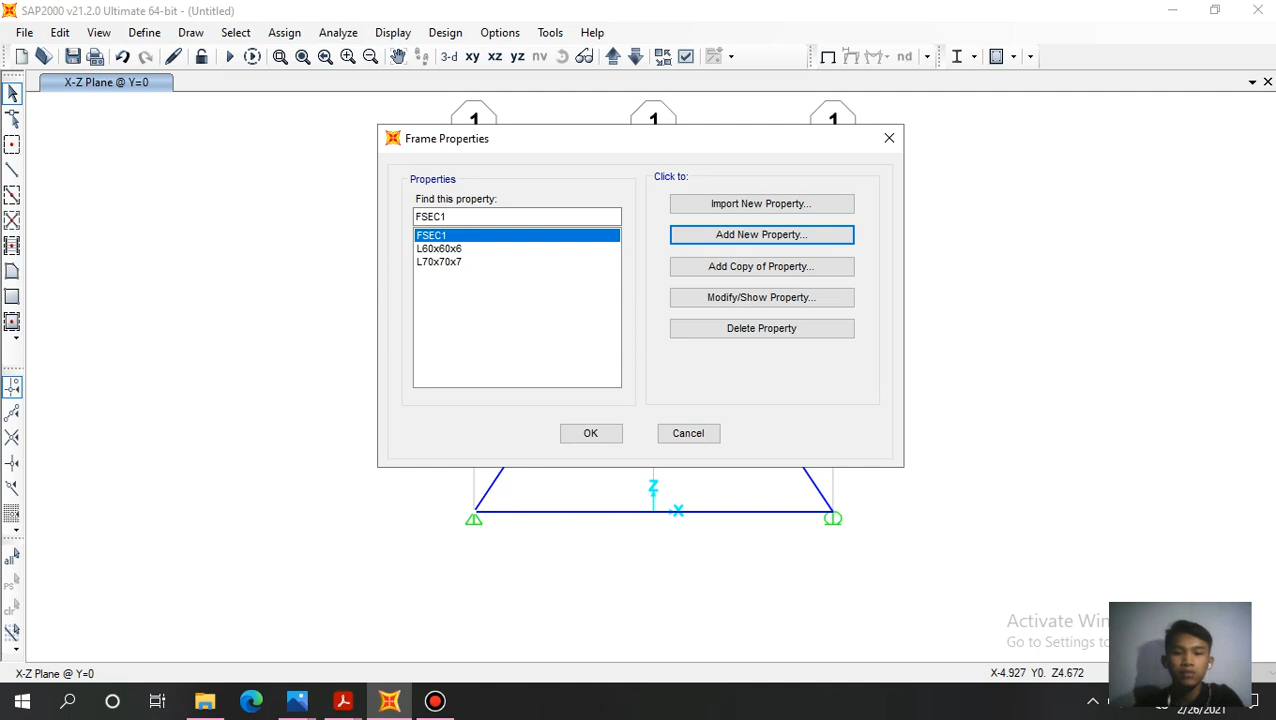 SAP2000 v21.2.0 Ultimate 64-bit - (Untitled)
File Edit View Define Draw Select Assign Analyze Display Design Options Tools Help
3-d xy xz yz nv nd
X-Z Plane @ Y=0
1 1 1
Frame Properties
Properties
Click to:
Find this property:
FSEC1
Import New Property...
FSEC1
Add New Property...
L60x60x6
L70x70x7
Add Copy of Property...
Modify/Show Property...
Delete Property
OK Cancel
Z
X
all
PS
clr
Activate Win
Go to Settings to
X-Z Plane @ Y=0
X-4.927 Y0. Z4.672
2/26/2021